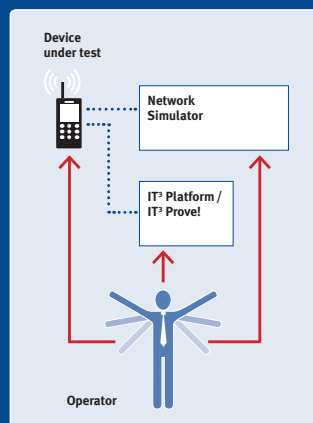 Device
under test
Network
Simulator
IT³ Platform /
IT³ Prove!
Operator